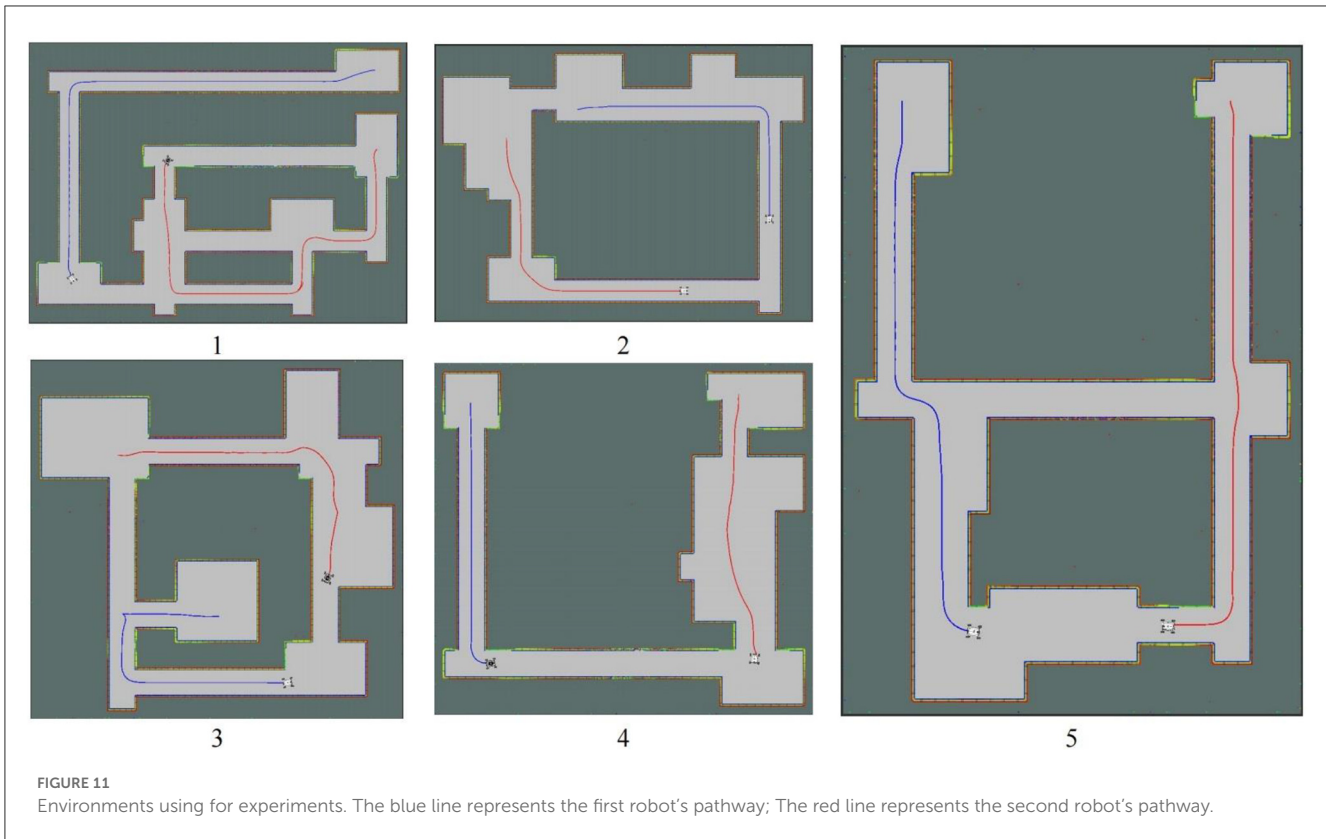 1
2
3
4
5
FIGURE 11
Environments using for experiments. The blue line represents the first robot's pathway; The red line represents the second robot's pathway.